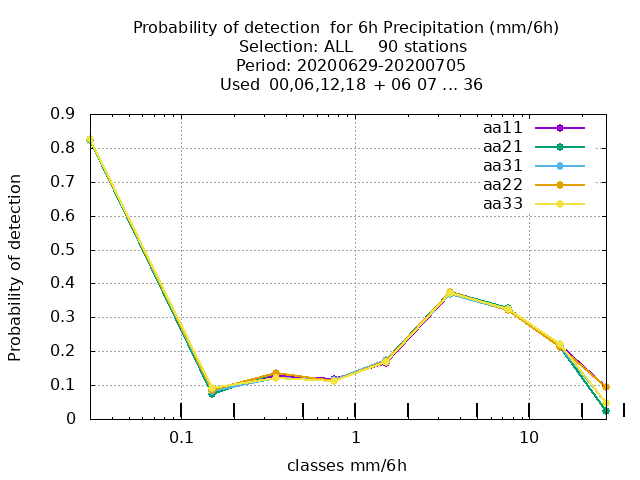 Probability of detection  for 6h Precipitation (mm/6h)
Selection: ALL     90 stations
Period: 20200629-20200705
Used  00,06,12,18  + 06 07 ... 36
aa11
aa21
aa31
aa22
aa33
0.9
0.8
0.7
0.6
0.5
0.4
0.3
0.2
0.1
0
Probability of detection
0.1 1 10
classes mm/6h